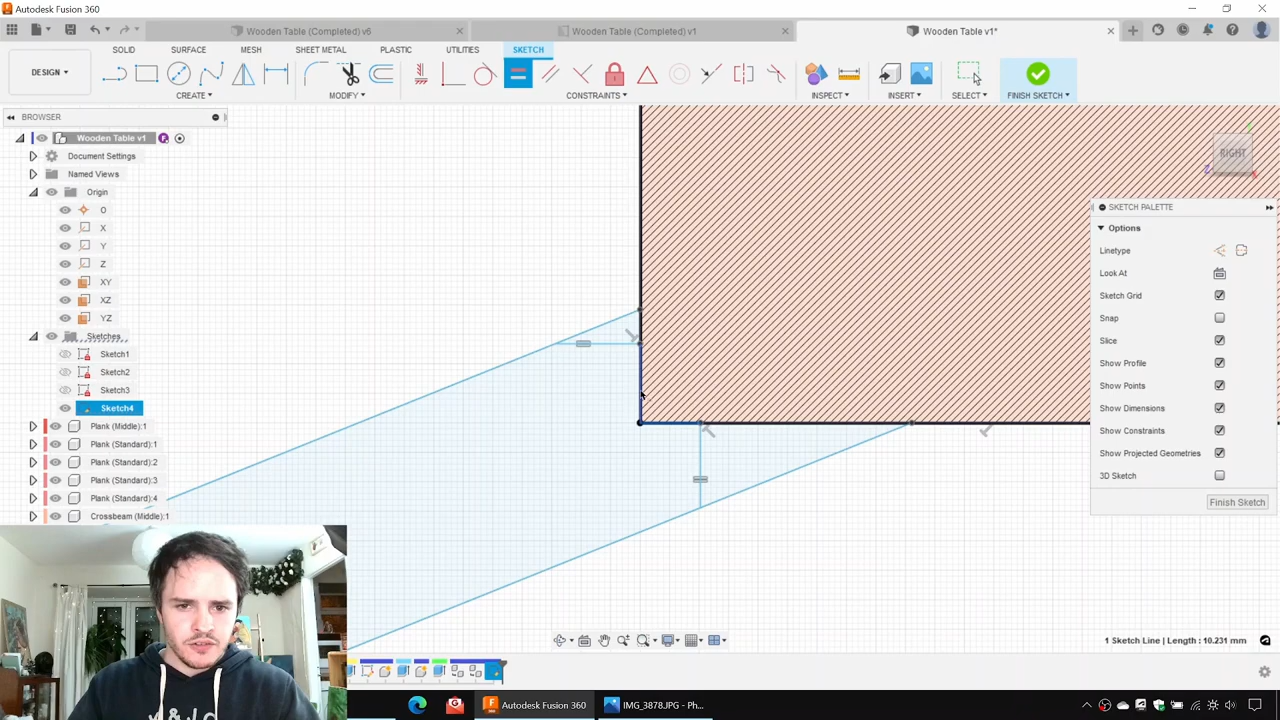 Autodesk Fusion 360
Wooden Table (Completed) v6
Wooden Table (Completed) v1
Wooden Table v1*
DESIGN
SOLID
SURFACE
MESH
SHEET METAL
PLASTIC
UTILITIES
SKETCH
CREATE
MODIFY
CONSTRAINTS
INSPECT
INSERT
SELECT
FINISH SKETCH
BROWSER
Wooden Table v1
Document Settings
Named Views
Origin
O
X
Y
Z
XY
XZ
YZ
Sketches
Sketch1
Sketch2
Sketch3
Sketch4
Plank (Middle):1
Plank (Standard):1
Plank (Standard):2
Plank (Standard):3
Plank (Standard):4
Crossbeam (Middle):1
RIGHT
Z
SKETCH PALETTE
Options
Linetype
Look At
Sketch Grid
Snap
Slice
Show Profile
Show Points
Show Dimensions
Show Constraints
Show Projected Geometries
3D Sketch
Finish Sketch
1 Sketch Line | Length : 10.231 mm
Autodesk Fusion 360
IMG_3878.JPG - Ph...